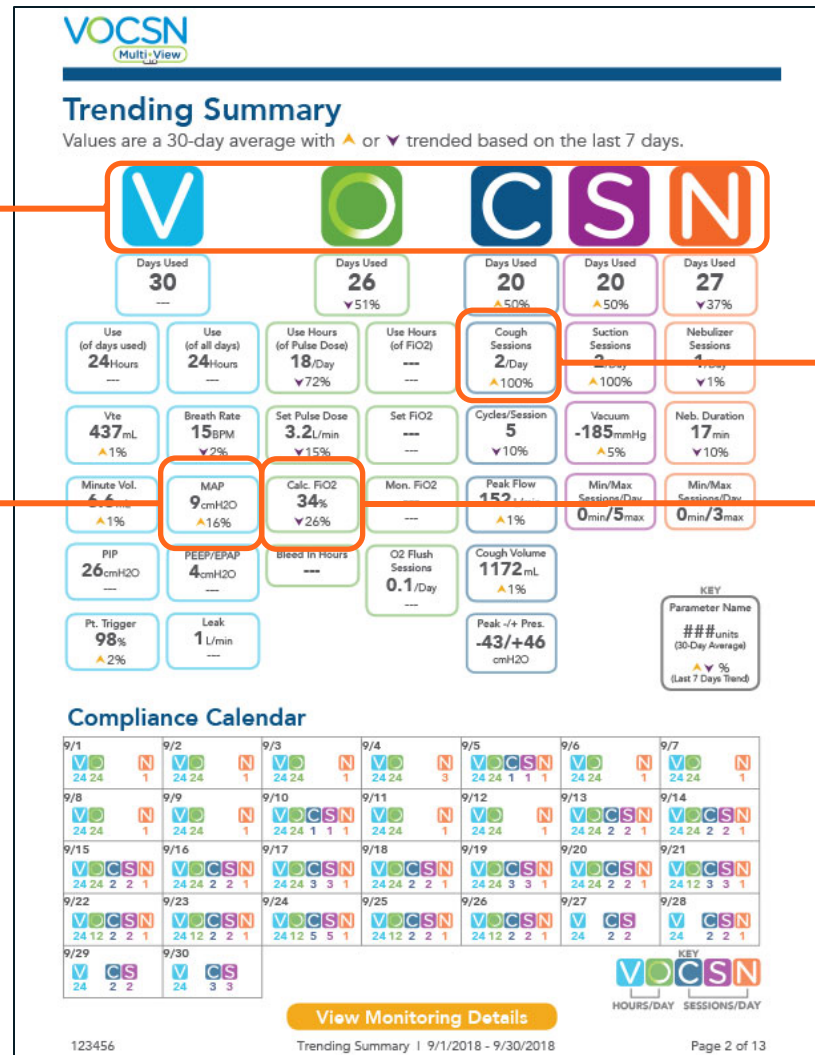 VOCSN
Multi-View
Trending Summary
Values are a 30-day average with ▲ or ▼ trended based on the last 7 days.
V O C S N
Days Used
30
---
Days Used
26
▼51%
Days Used
20
▲50%
Days Used
20
▲50%
Days Used
27
▼37%
Use
(of days used)
24Hours
---
Use
(of all days)
24Hours
---
Use Hours
(of Pulse Dose)
18/Day
▼72%
Use Hours
(of FiO2)
---
---
Cough
Sessions
2/Day
▲100%
Suction
Sessions
2/Day
▲100%
Nebulizer
Sessions
1/Day
▼1%
Vte
437mL
▲1%
Breath Rate
15BPM
▼2%
Set Pulse Dose
3.2L/min
▼15%
Set FiO2
---
---
Cycles/Session
5
▼10%
Vacuum
-185mmHg
▲5%
Neb. Duration
17min
▼10%
Minute Vol.
▲1%
MAP
9cmH2O
▲16%
Calc. FiO2
34%
▼26%
Mon. FiO2
---
---
Peak Flow
152
▲1%
Min/Max
Sessions/Day
0min/5max
Min/Max
Sessions/Day
0min/3max
PIP
26cmH2O
---
PEEP/EPAP
4cmH2O
---
Bleed In Hours
---
O2 Flush
Sessions
0.1/Day
---
Cough Volume
1172mL
▲1%
Pt. Trigger
98%
▲2%
Leak
1 L/min
---
Peak -/+ Pres.
-43/+46
cmH2O
KEY
Parameter Name
###units
(30-Day Average)
▲▼ %
(Last 7 Days Trend)
Compliance Calendar
9/1 9/2 9/3 9/4 9/5 9/6 9/7
VO N VO N VO N VO N VOCSN VO N VO N
24 24 1 24 24 1 24 24 1 24 24 3 24 24 1 1 1 24 24 1 24 24 1
9/8 9/9 9/10 9/11 9/12 9/13 9/14
VO N VO N VOCSN VO N VO N VOCSN VOCSN
24 24 1 24 24 1 24 24 1 1 1 24 24 1 24 24 1 24 24 2 2 1 24 24 2 2 1
9/15 9/16 9/17 9/18 9/19 9/20 9/21
VOCSN VOCSN VOCSN VOCSN VOCSN VOCSN VOCSN
24 24 2 2 1 24 24 2 2 1 24 24 3 3 1 24 24 2 2 1 24 24 3 3 1 24 24 2 2 1 24 12 3 3 1
9/22 9/23 9/24 9/25 9/26 9/27 9/28
VOCSN VOCSN VOCSN VOCSN VOCSN V CS V CSN
24 12 2 2 1 24 12 2 2 1 24 12 5 5 1 24 12 2 2 1 24 12 2 2 1 24 2 2 24 2 2 1
9/29 9/30
V CS V CS
24 2 2 24 3 3
KEY
VOCSN
HOURS/DAY SESSIONS/DAY
View Monitoring Details
123456 Trending Summary | 9/1/2018 - 9/30/2018 Page 2 of 13